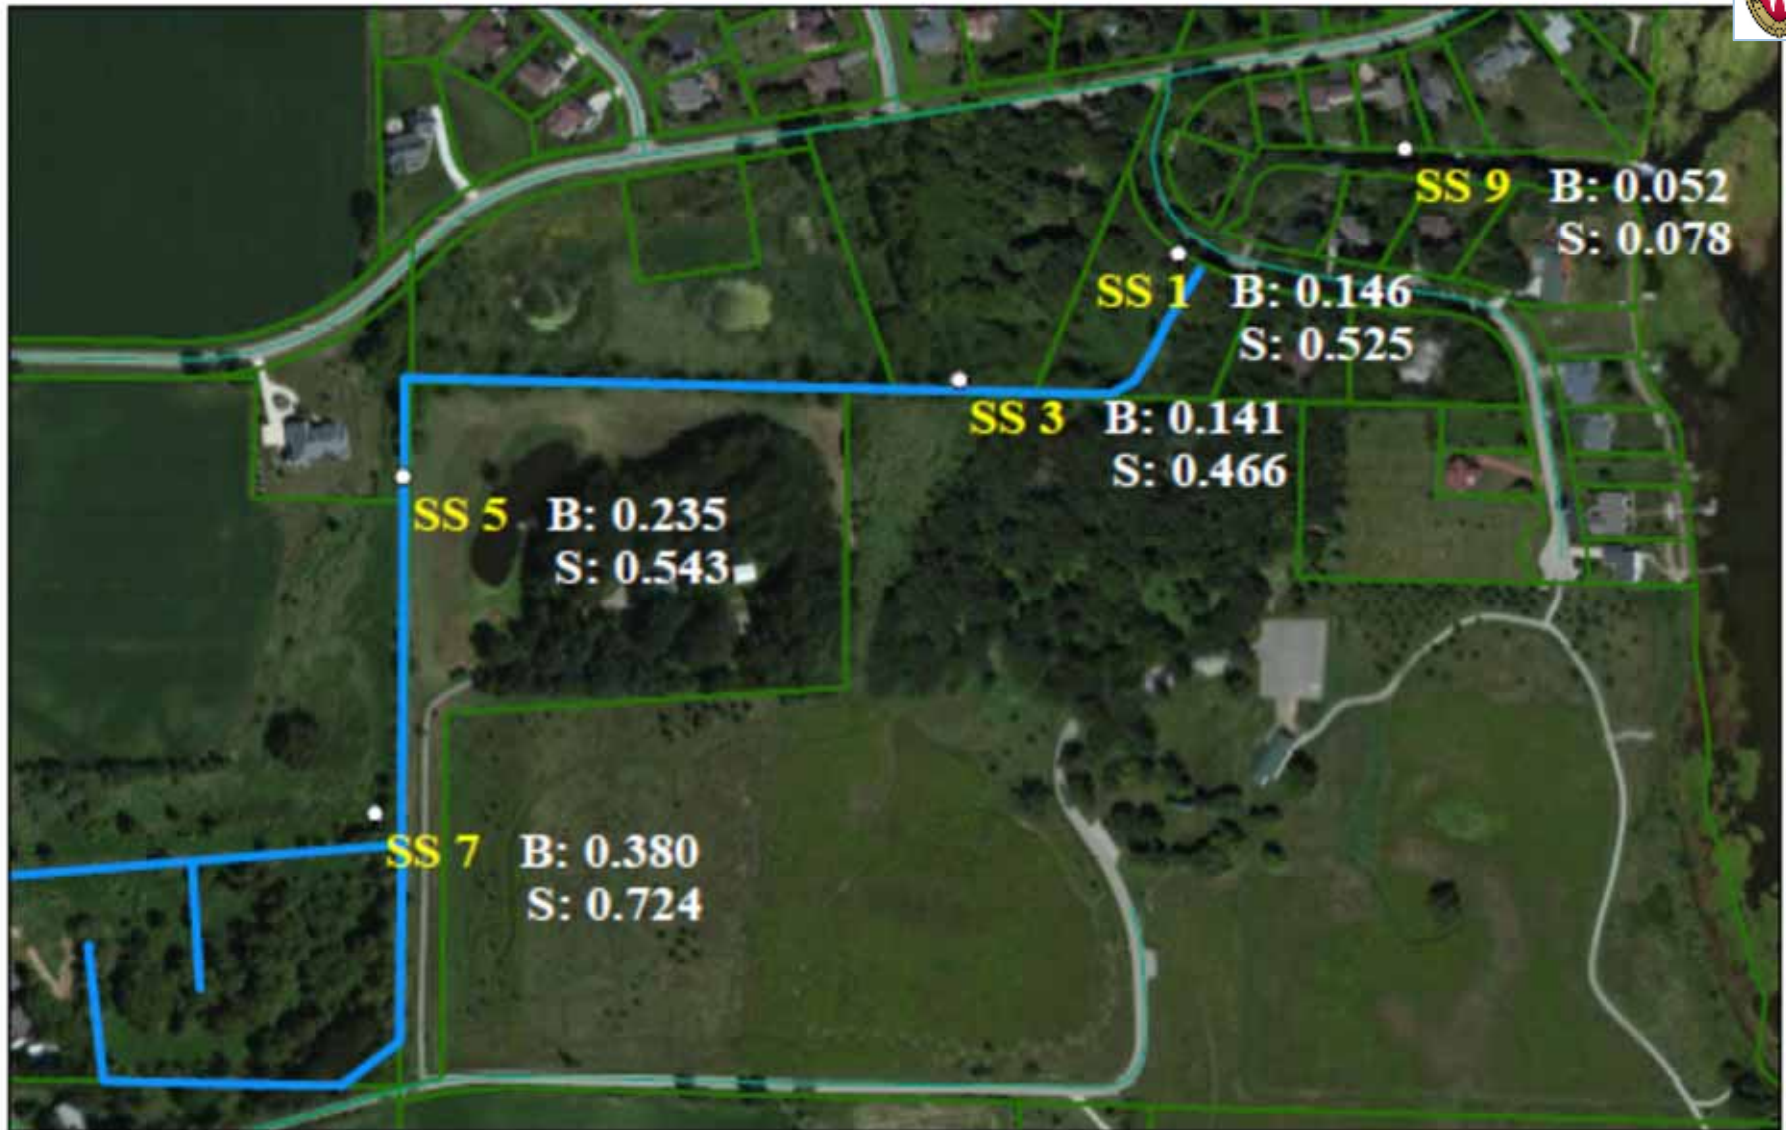 SS 9 B: 0.052
S: 0.078
SS 1 B: 0.146
S: 0.525
SS 3 B: 0.141
S: 0.466
SS 5 B: 0.235
S: 0.543
SS 7 B: 0.380
S: 0.724